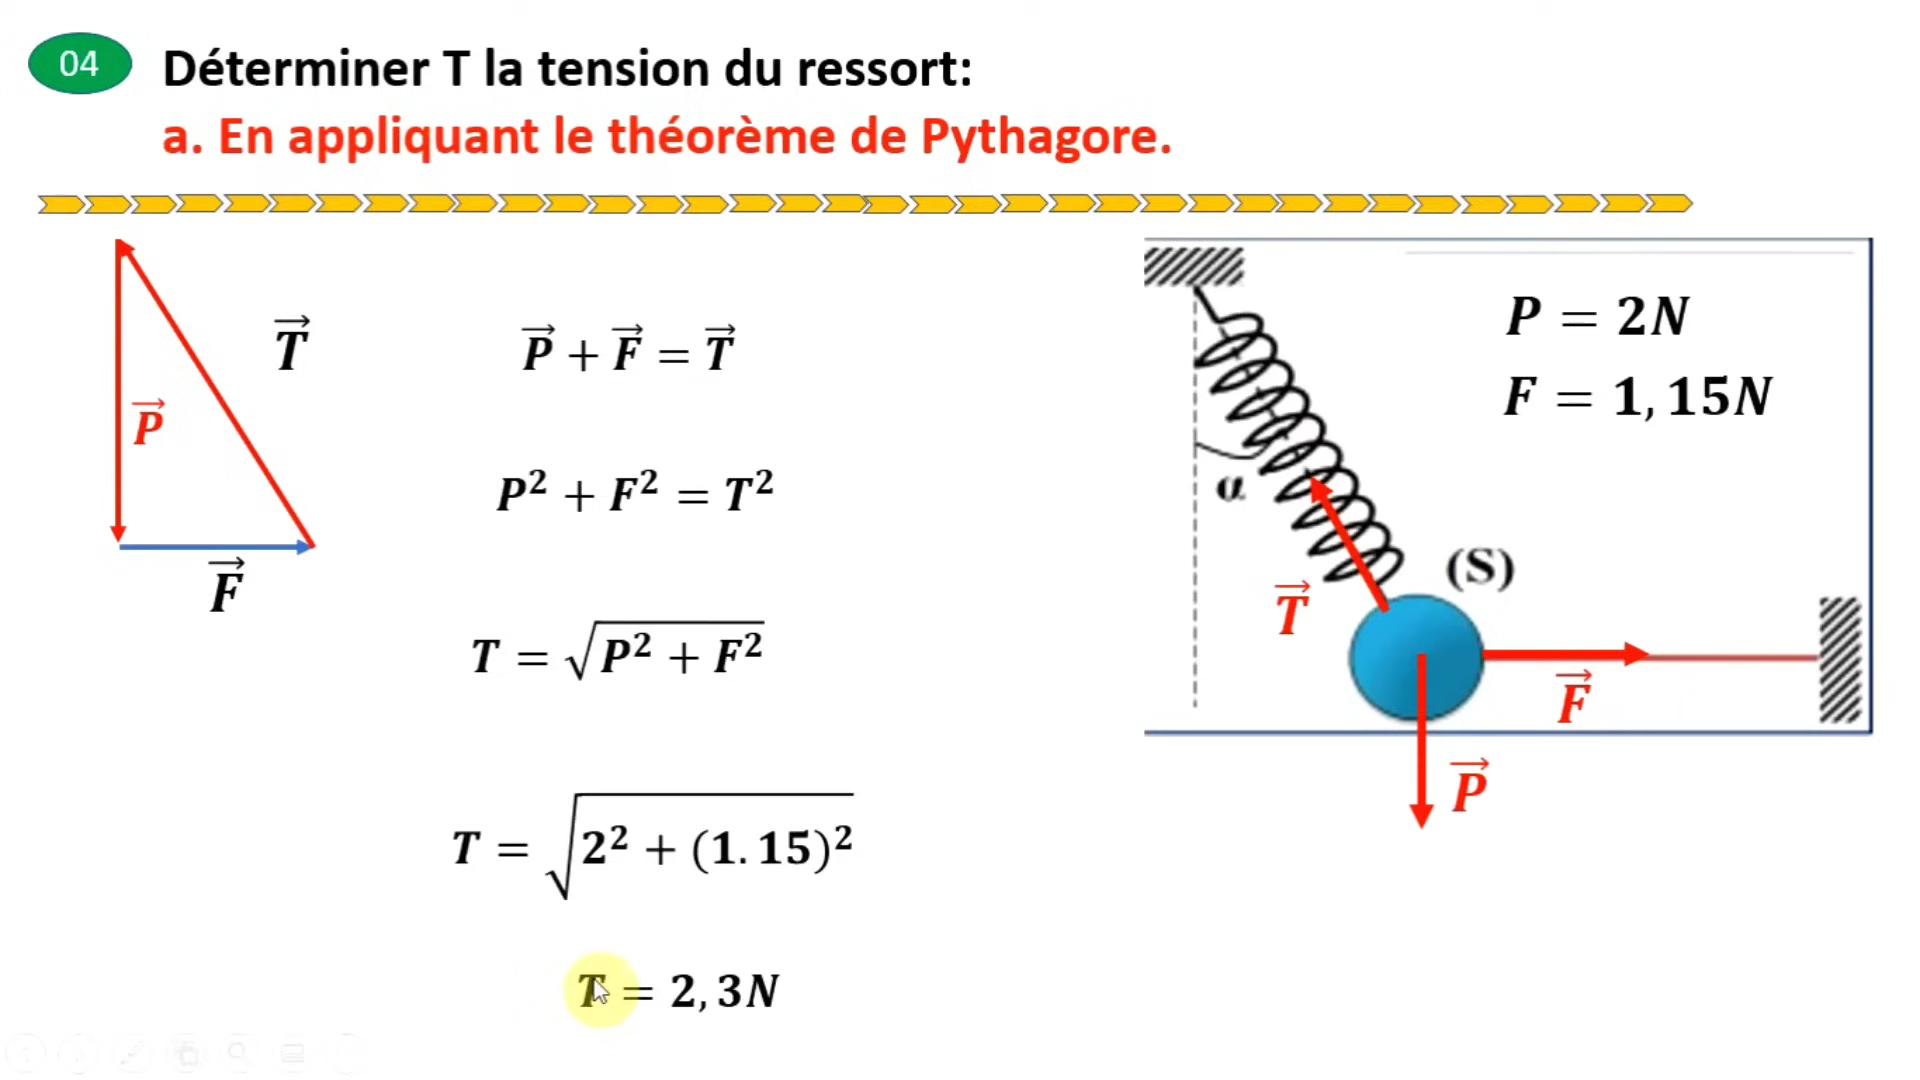 04
Déterminer T la tension du ressort:
a. En appliquant le théorème de Pythagore.
T⃗
P⃗
F⃗
P⃗ + F⃗ = T⃗
P² + F² = T²
T = √(P² + F²)
T = √(2² + (1.15)²)
T = 2,3N
P = 2N
F = 1,15N
α
(S)
T⃗
F⃗
P⃗